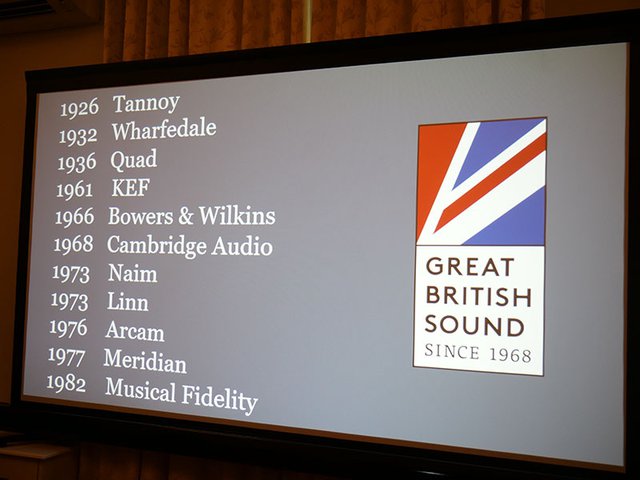 1926 Tannoy
1932 Wharfedale
1936 Quad
1961 KEF
1966 Bowers & Wilkins
1968 Cambridge Audio
1973 Naim
1973 Linn
1976 Arcam
1977 Meridian
1982 Musical Fidelity
GREAT
BRITISH
SOUND
SINCE 1968